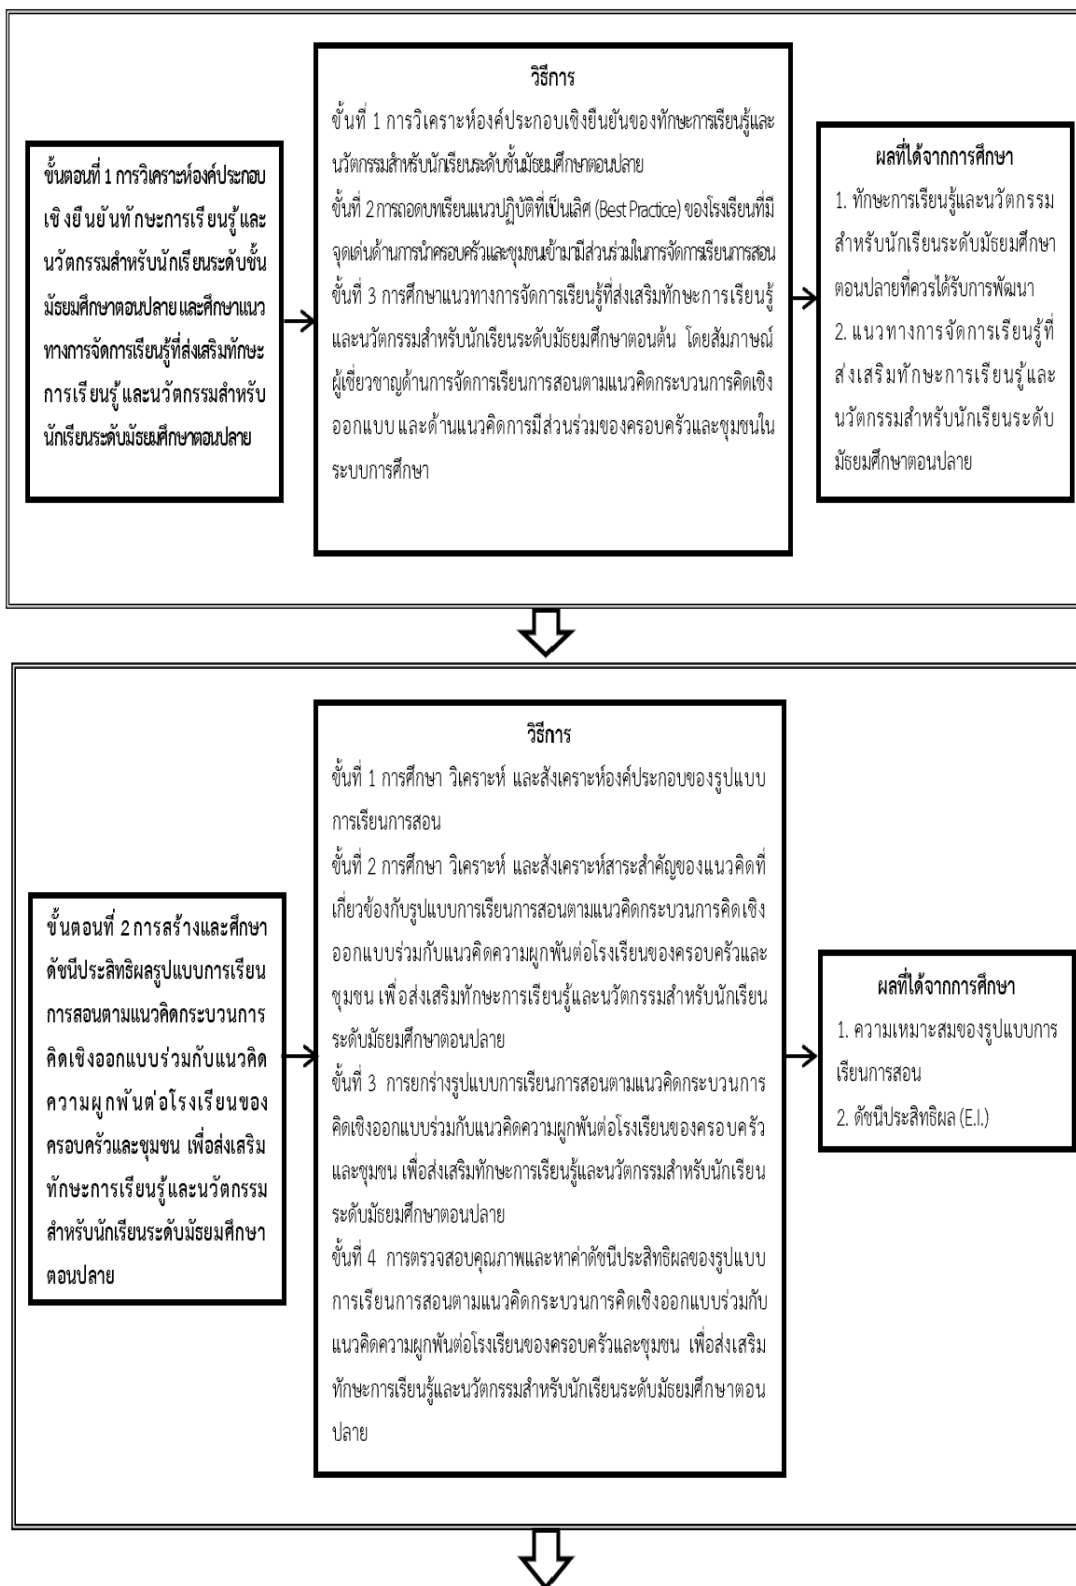 ขั้นตอนที่ 1 การวิเคราะห์องค์ประกอบ
เชิงยืนยันทักษะการเรียนรู้และ
นวัตกรรมสำหรับนักเรียนระดับชั้น
มัธยมศึกษาตอนปลาย และศึกษาแนว
ทางการจัดการเรียนรู้ที่ส่งเสริมทักษะ
การเรียนรู้และนวัตกรรมสำหรับ
นักเรียนระดับมัธยมศึกษาตอนปลาย
วิธีการ
ขั้นที่ 1 การวิเคราะห์องค์ประกอบเชิงยืนยันของทักษะการเรียนรู้และ
นวัตกรรมสำหรับนักเรียนระดับชั้นมัธยมศึกษาตอนปลาย
ขั้นที่ 2 การถอดบทเรียนแนวปฏิบัติที่เป็นเลิศ (Best Practice) ของโรงเรียนที่มี
จุดเด่นด้านการนำครอบครัวและชุมชนเข้ามามีส่วนร่วมในการจัดการเรียนการสอน
ขั้นที่ 3 การศึกษาแนวทางการจัดการเรียนรู้ที่ส่งเสริมทักษะการเรียนรู้
และนวัตกรรมสำหรับนักเรียนระดับมัธยมศึกษาตอนต้น โดยสัมภาษณ์
ผู้เชี่ยวชาญด้านการจัดการเรียนการสอนตามแนวคิดกระบวนการคิดเชิง
ออกแบบ และด้านแนวคิดการมีส่วนร่วมของครอบครัวและชุมชนใน
ระบบการศึกษา
ผลที่ได้จากการศึกษา
1. ทักษะการเรียนรู้และนวัตกรรม
สำหรับนักเรียนระดับมัธยมศึกษา
ตอนปลายที่ควรได้รับการพัฒนา
2. แนวทางการจัดการเรียนรู้ที่
ส่งเสริมทักษะการเรียนรู้และ
นวัตกรรมสำหรับนักเรียนระดับ
มัธยมศึกษาตอนปลาย
ขั้นตอนที่ 2 การสร้างและศึกษา
ดัชนีประสิทธิผลรูปแบบการเรียน
การสอนตามแนวคิดกระบวนการ
คิดเชิงออกแบบร่วมกับแนวคิด
ความผูกพันต่อโรงเรียนของ
ครอบครัวและชุมชน เพื่อส่งเสริม
ทักษะการเรียนรู้และนวัตกรรม
สำหรับนักเรียนระดับมัธยมศึกษา
ตอนปลาย
วิธีการ
ขั้นที่ 1 การศึกษา วิเคราะห์ และสังเคราะห์องค์ประกอบของรูปแบบ
การเรียนการสอน
ขั้นที่ 2 การศึกษา วิเคราะห์ และสังเคราะห์สาระสำคัญของแนวคิดที่
เกี่ยวข้องกับรูปแบบการเรียนการสอนตามแนวคิดกระบวนการคิดเชิง
ออกแบบร่วมกับแนวคิดความผูกพันต่อโรงเรียนของครอบครัวและ
ชุมชน เพื่อส่งเสริมทักษะการเรียนรู้และนวัตกรรมสำหรับนักเรียน
ระดับมัธยมศึกษาตอนปลาย
ขั้นที่ 3 การยกร่างรูปแบบการเรียนการสอนตามแนวคิดกระบวนการ
คิดเชิงออกแบบร่วมกับแนวคิดความผูกพันต่อโรงเรียนของครอบครัว
และชุมชน เพื่อส่งเสริมทักษะการเรียนรู้และนวัตกรรมสำหรับนักเรียน
ระดับมัธยมศึกษาตอนปลาย
ขั้นที่ 4 การตรวจสอบคุณภาพและหาค่าดัชนีประสิทธิผลของรูปแบบ
การเรียนการสอนตามแนวคิดกระบวนการคิดเชิงออกแบบร่วมกับ
แนวคิดความผูกพันต่อโรงเรียนของครอบครัวและชุมชน เพื่อส่งเสริม
ทักษะการเรียนรู้และนวัตกรรมสำหรับนักเรียนระดับมัธยมศึกษาตอน
ปลาย
ผลที่ได้จากการศึกษา
1. ความเหมาะสมของรูปแบบการ
เรียนการสอน
2. ดัชนีประสิทธิผล (E.I.)